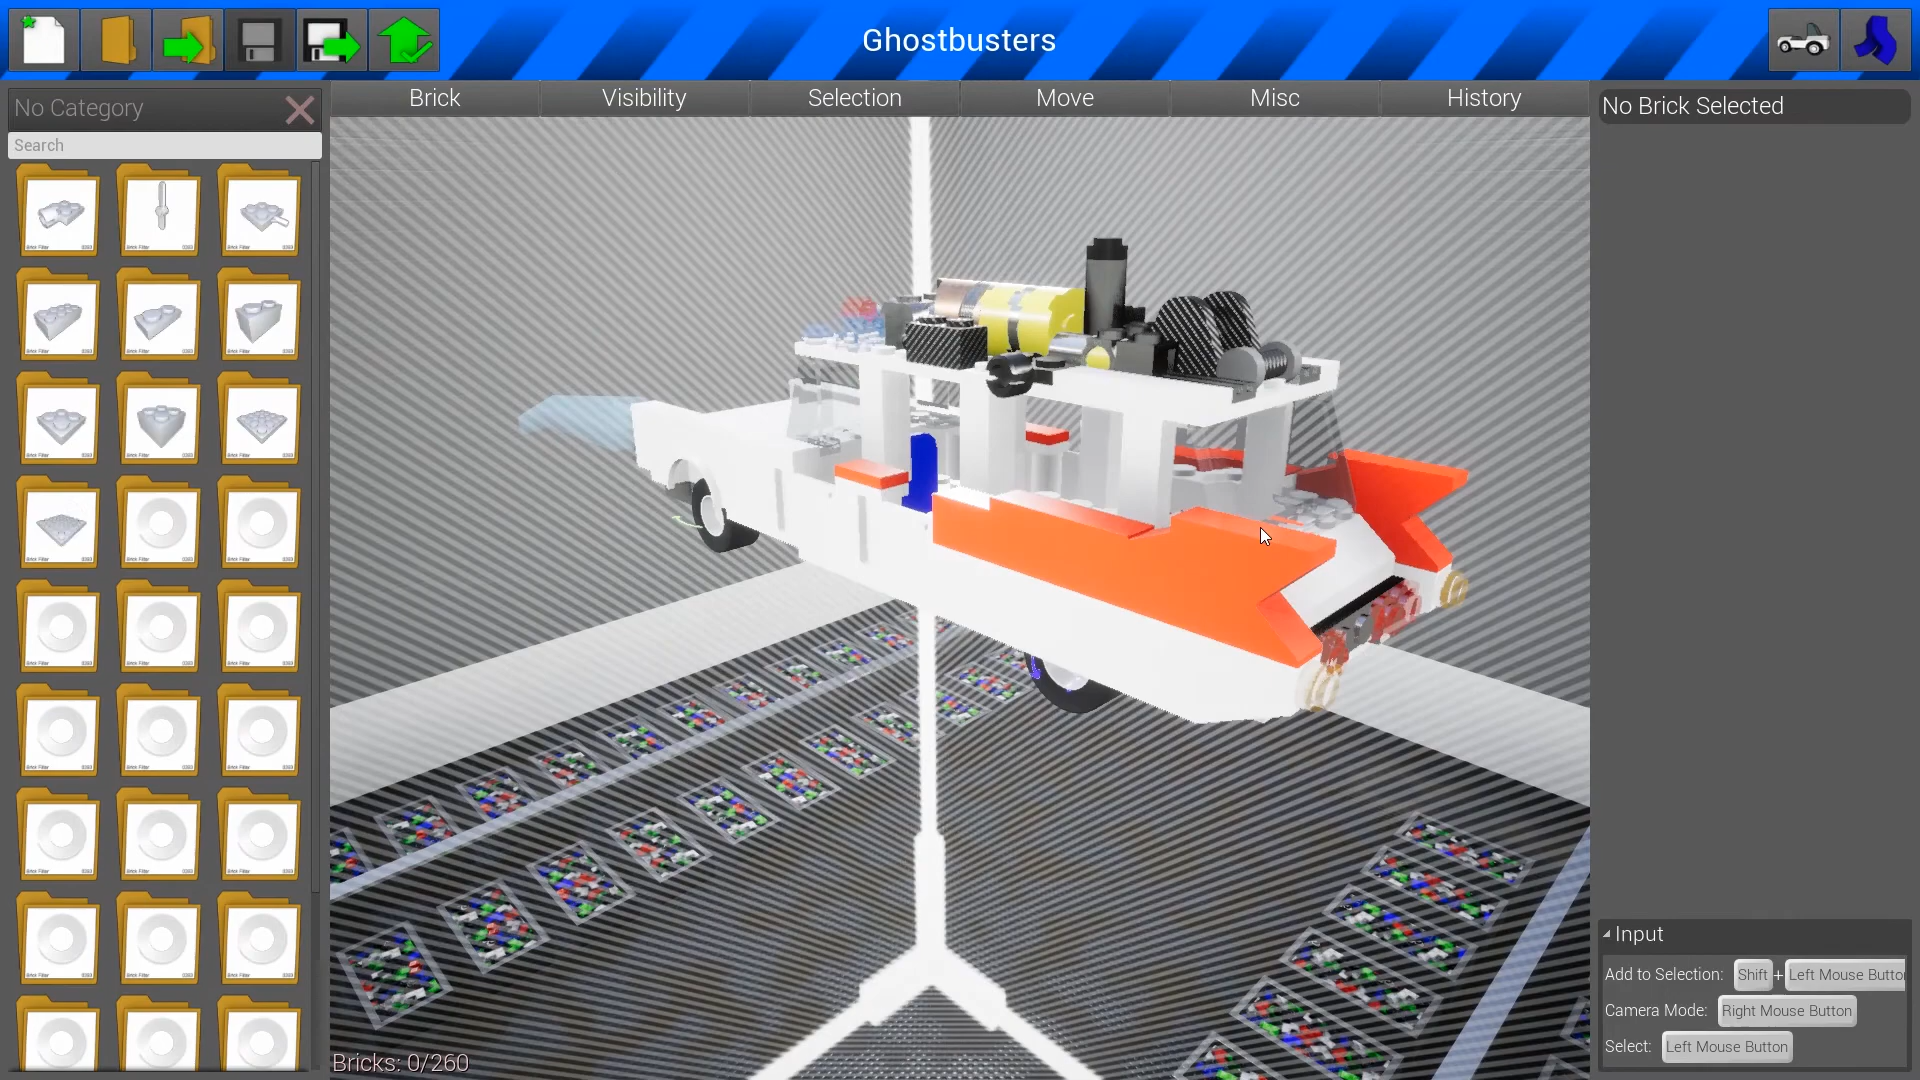 Ghostbusters
No Category
Search
Brick
Visibility
Selection
Move
Misc
History
No Brick Selected
Bricks: 0/260
Input
Add to Selection: Shift + Left Mouse Butto
Camera Mode: Right Mouse Button
Select: Left Mouse Button